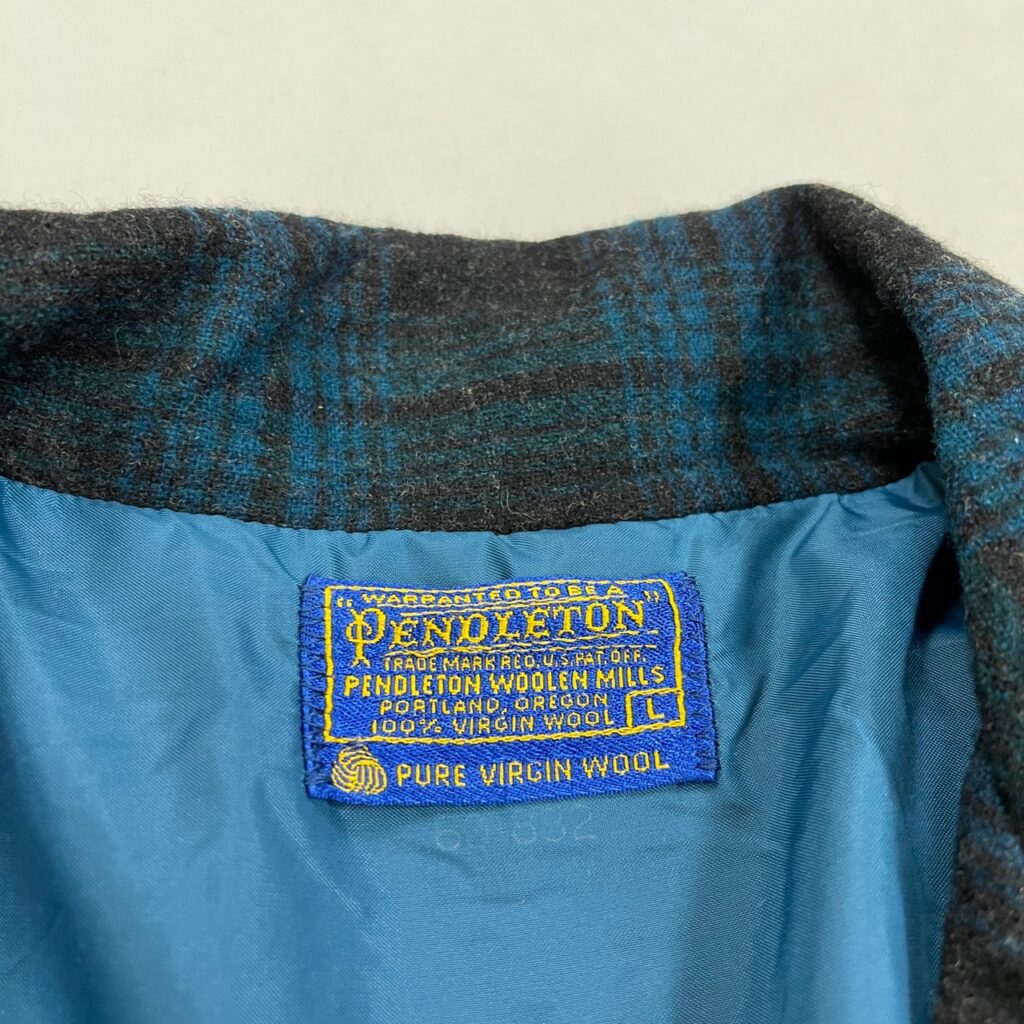 "WARRANTED TO BE A"
PENDLETON
TRADE MARK REG. U.S. PAT. OFF.
PENDLETON WOOLEN MILLS
PORTLAND, OREGON
100% VIRGIN WOOL L
PURE VIRGIN WOOL